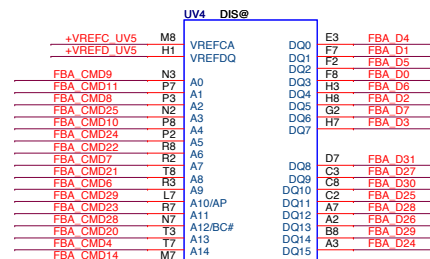 UV4 DIS@
+VREFC_UV5 M8 VREFCA DQ0 E3 FBA_D4
+VREFD_UV5 H1 VREFDQ DQ1 F7 FBA_D1
DQ2 F2 FBA_D5
FBA_CMD9 N3 A0 DQ3 F8 FBA_D0
FBA_CMD11 P7 A1 DQ4 H3 FBA_D6
FBA_CMD8 P3 A2 DQ5 H8 FBA_D2
FBA_CMD25 N2 A3 DQ6 G2 FBA_D7
FBA_CMD10 P8 A4 DQ7 H7 FBA_D3
FBA_CMD24 P2 A5
FBA_CMD22 R8 A6
FBA_CMD7 R2 A7 DQ8 D7 FBA_D31
FBA_CMD21 T8 A8 DQ9 C3 FBA_D27
FBA_CMD6 R3 A9 DQ10 C8 FBA_D30
FBA_CMD29 L7 A10/AP DQ11 C2 FBA_D25
FBA_CMD23 R7 A11 DQ12 A7 FBA_D28
FBA_CMD28 N7 A12/BC# DQ13 A2 FBA_D26
FBA_CMD20 T3 A13 DQ14 B8 FBA_D29
FBA_CMD4 T7 A14 DQ15 A3 FBA_D24
FBA_CMD14 M7